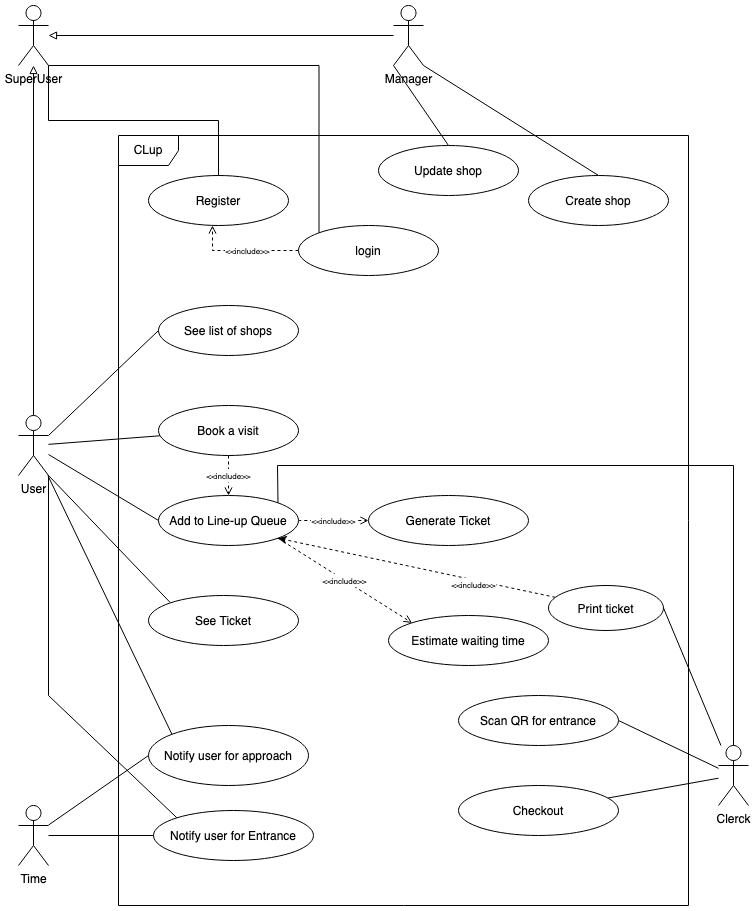 SuperUser
Manager
CLup
Update shop
Register
Create shop
<<include>>
login
See list of shops
Book a visit
<<include>>
User
Add to Line-up Queue
<<include>>
Generate Ticket
<<include>>
<<include>>
Print ticket
See Ticket
Estimate waiting time
Scan QR for entrance
Notify user for approach
Checkout
Clerck
Notify user for Entrance
Time